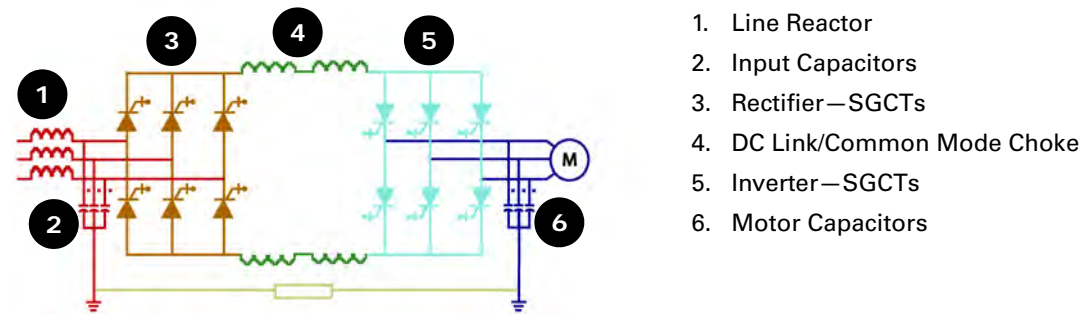 3
4
5
1
M
2
6
1. Line Reactor
2. Input Capacitors
3. Rectifier—SGCTs
4. DC Link/Common Mode Choke
5. Inverter—SGCTs
6. Motor Capacitors